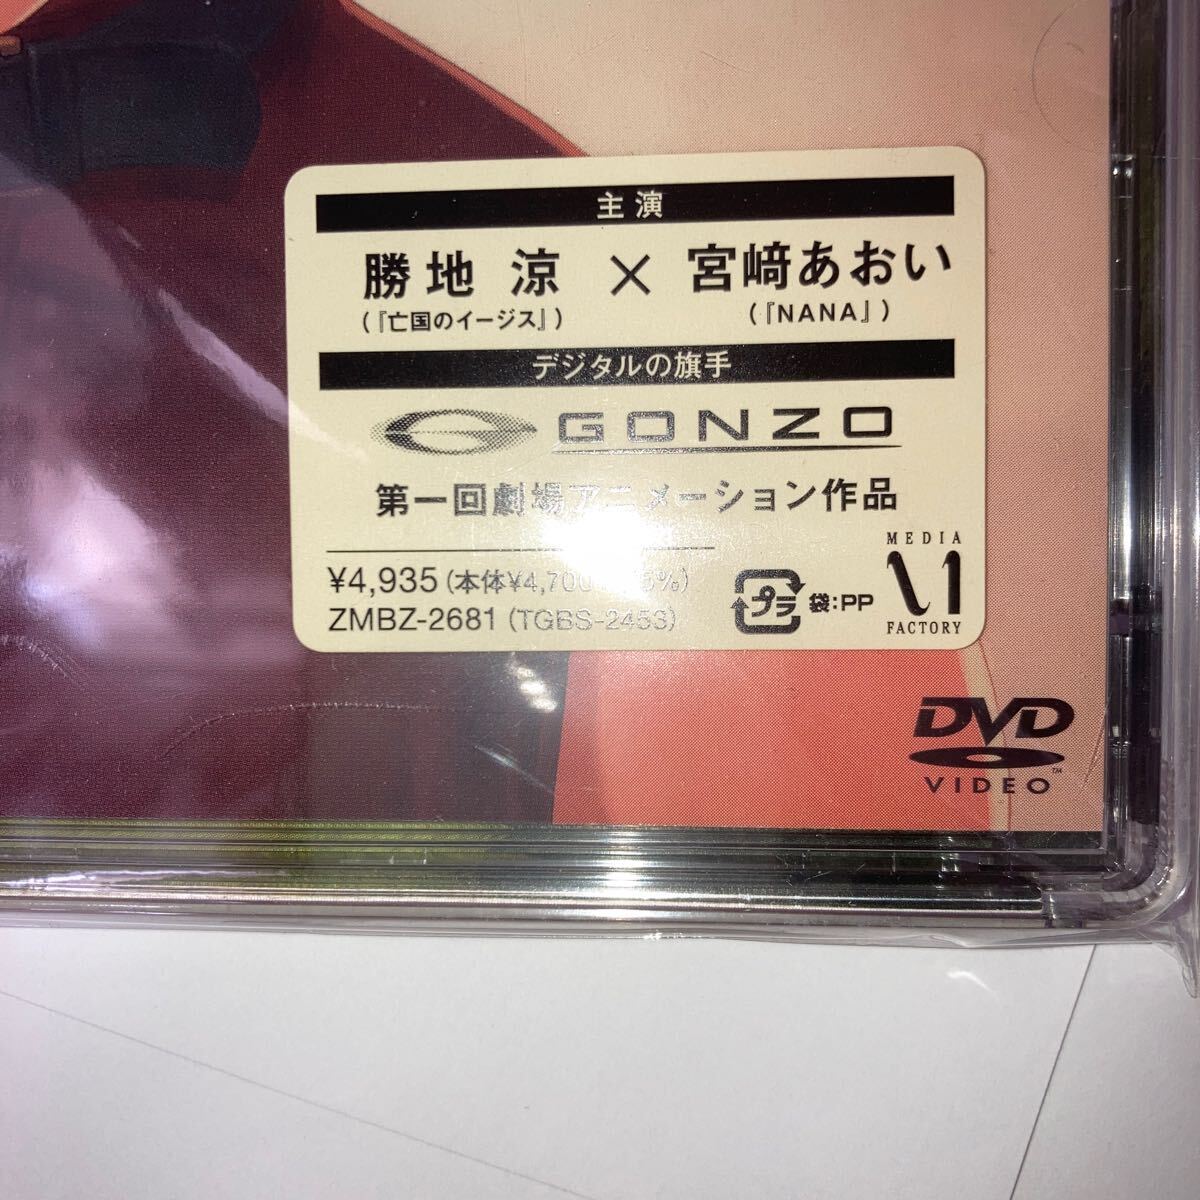 主演
勝地 涼 × 宮﨑あおい
(『亡国のイージス』) (『NANA』)
デジタルの旗手
GONZO
第一回劇場アニメーション作品
¥4,935 (本体¥4,700 5%)
ZMBZ-2681 (TGBS-2453)
プラ 袋:PP
MEDIA
FACTORY
DVD
VIDEO
TM